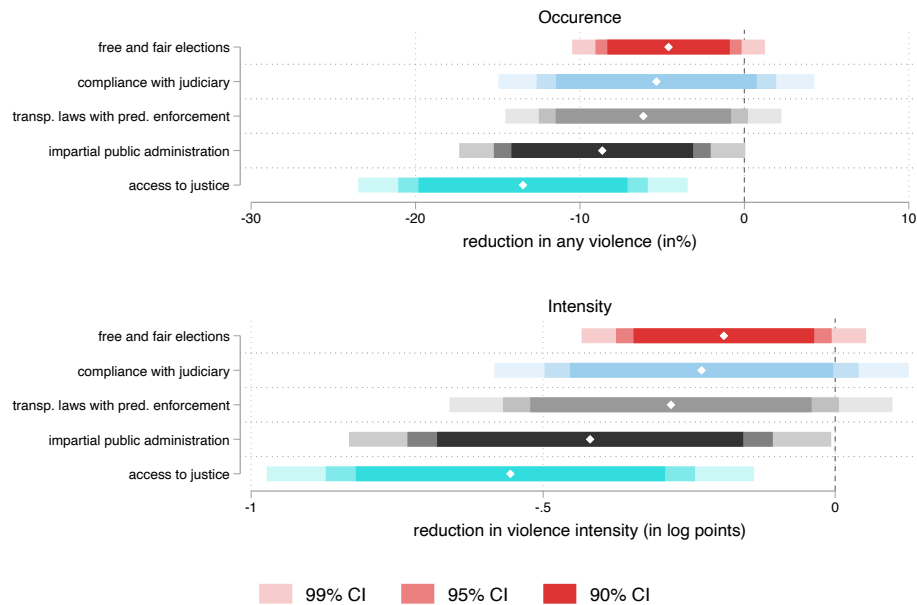 Occurence
free and fair elections
compliance with judiciary
transp. laws with pred. enforcement
impartial public administration
access to justice
-30 -20 -10 0 10
reduction in any violence (in%)
Intensity
free and fair elections
compliance with judiciary
transp. laws with pred. enforcement
impartial public administration
access to justice
-1 -.5 0
reduction in violence intensity (in log points)
99% CI 95% CI 90% CI